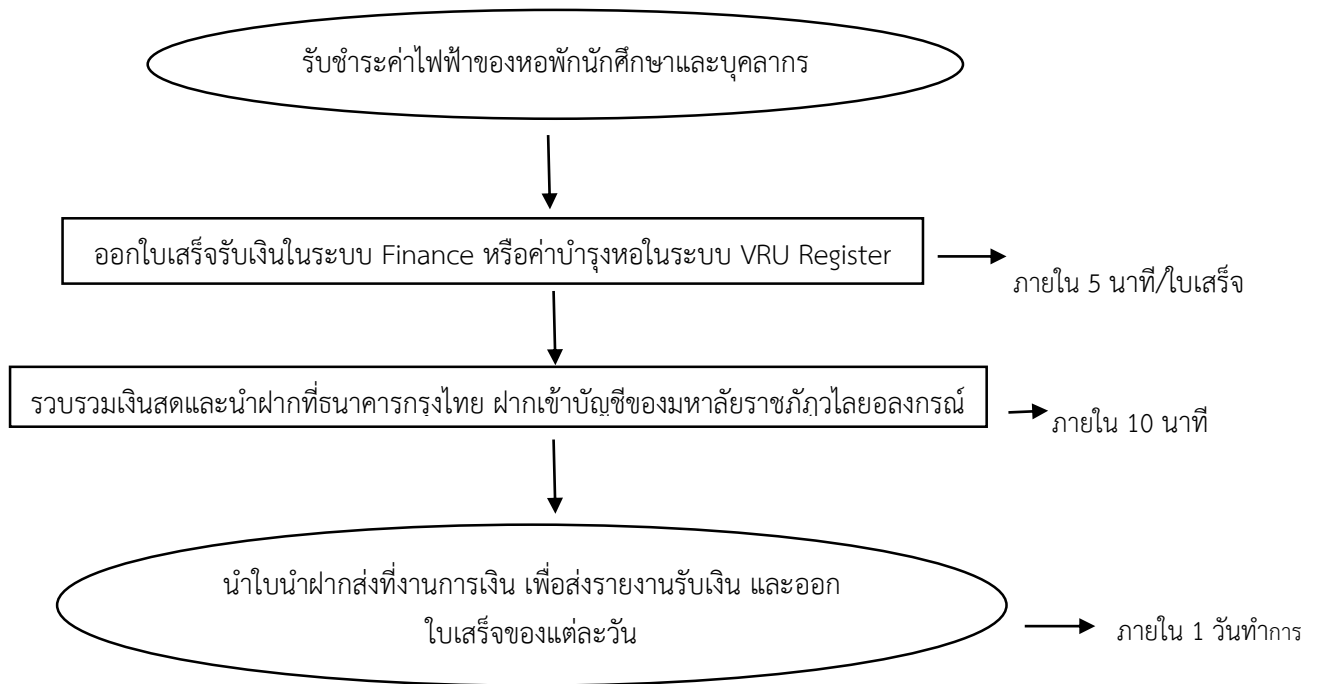 รับชำระค่าไฟฟ้าของหอพักนักศึกษาและบุคลากร
ออกใบเสร็จรับเงินในระบบ Finance หรือค่าบำรุงหอในระบบ VRU Register
ภายใน 5 นาที/ใบเสร็จ
รวบรวมเงินสดและนำฝากที่ธนาคารกรุงไทย ฝากเข้าบัญชีของมหาลัยราชภัฏวไลยอลงกรณ์
ภายใน 10 นาที
นำใบนำฝากส่งที่งานการเงิน เพื่อส่งรายงานรับเงิน และออก
ใบเสร็จของแต่ละวัน
ภายใน 1 วันทำการ